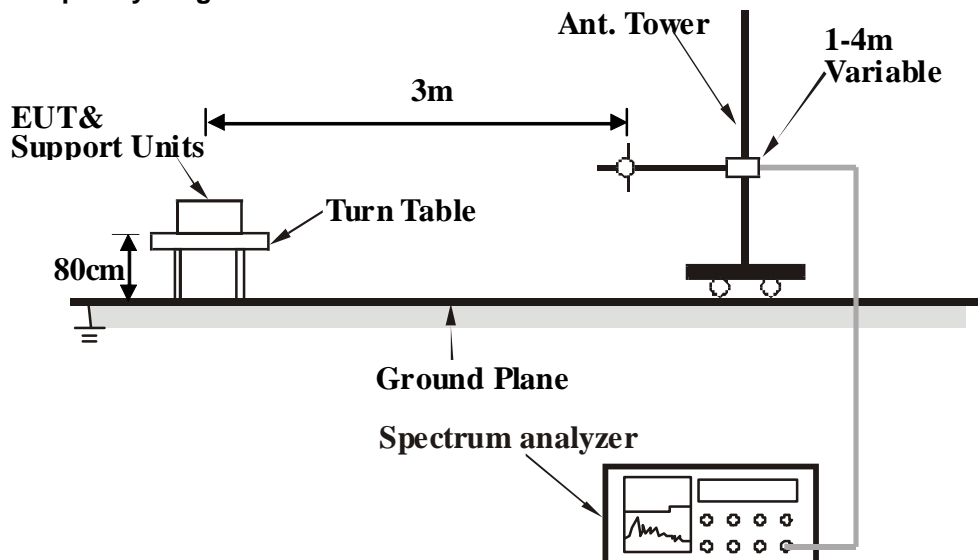 Ant. Tower
1-4m
Variable
3m
EUT&
Support Units
Turn Table
80cm
Ground Plane
Spectrum analyzer